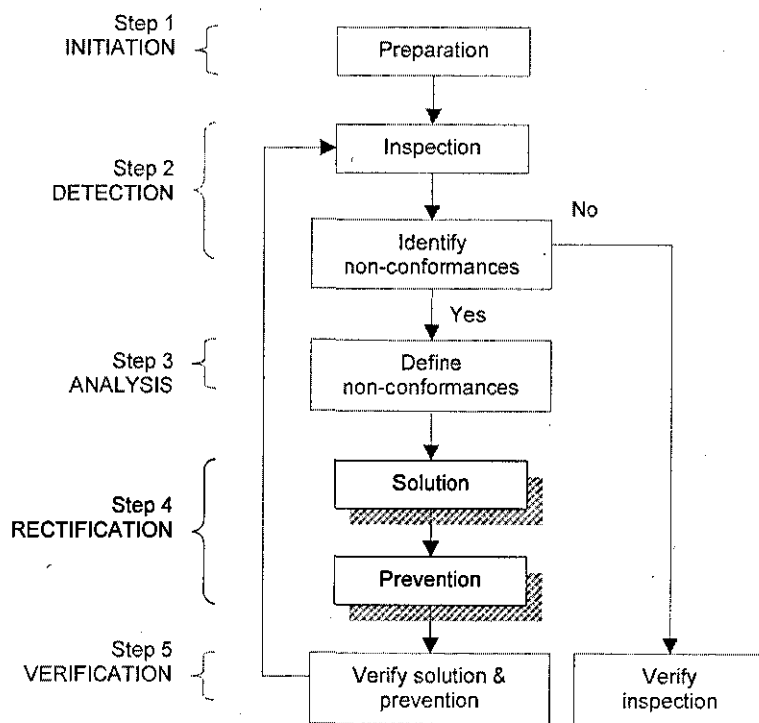 Step 1
INITIATION
Preparation
Step 2
DETECTION
Inspection
No
Identify
non-conformances
Yes
Step 3
ANALYSIS
Define
non-conformances
Step 4
RECTIFICATION
Solution
Prevention
Step 5
VERIFICATION
Verify solution &
prevention
Verify
inspection